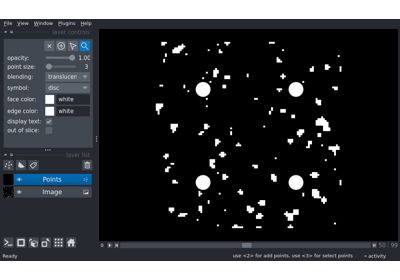 File View Window Plugins Help
layer controls
opacity: 1.00
point size: 3
blending: translucen
symbol: disc
face color: white
edge color: white
display text:
out of slice:
layer list
Points
Image
0 50 99
Ready use <2> for add points, use <3> for select points activity